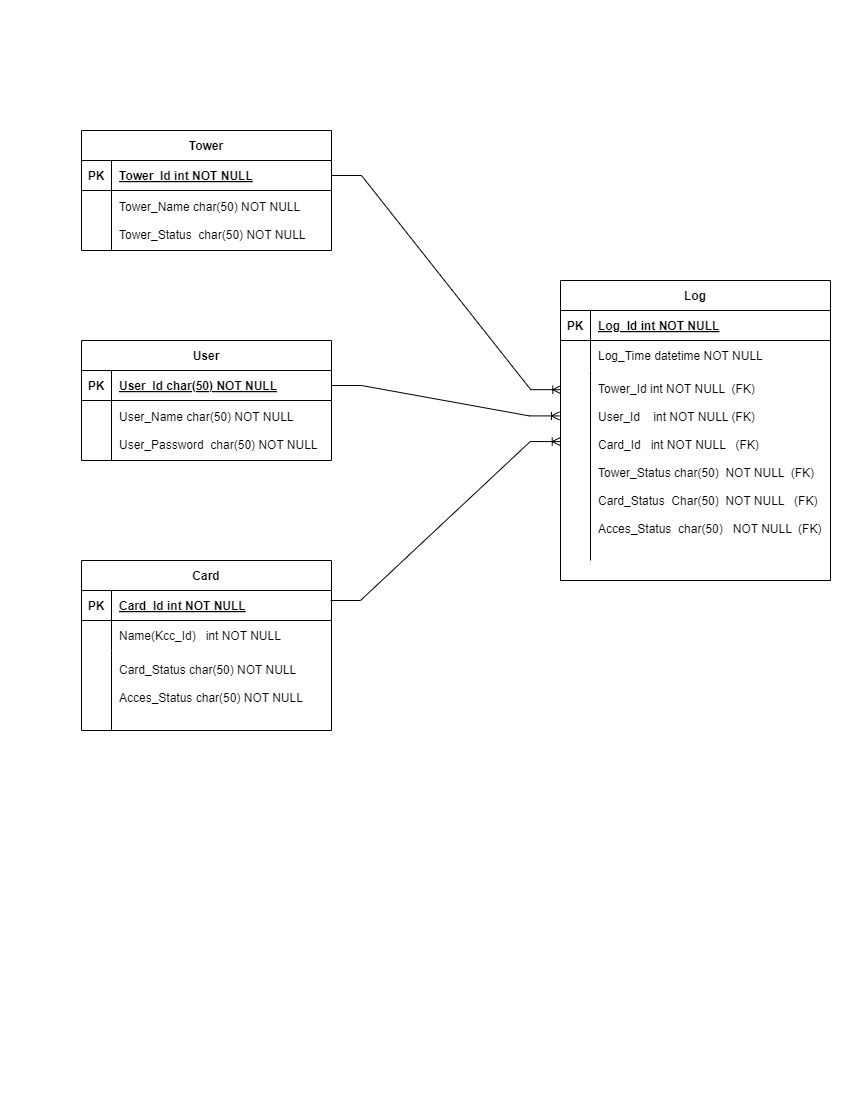 Tower
PK Tower_Id int NOT NULL
Tower_Name char(50) NOT NULL
Tower_Status char(50) NOT NULL
User
PK User_Id char(50) NOT NULL
User_Name char(50) NOT NULL
User_Password char(50) NOT NULL
Card
PK Card_Id int NOT NULL
Name(Kcc_Id) int NOT NULL
Card_Status char(50) NOT NULL
Acces_Status char(50) NOT NULL
Log
PK Log_Id int NOT NULL
Log_Time datetime NOT NULL
Tower_Id int NOT NULL (FK)
User_Id int NOT NULL (FK)
Card_Id int NOT NULL (FK)
Tower_Status char(50) NOT NULL (FK)
Card_Status Char(50) NOT NULL (FK)
Acces_Status char(50) NOT NULL (FK)